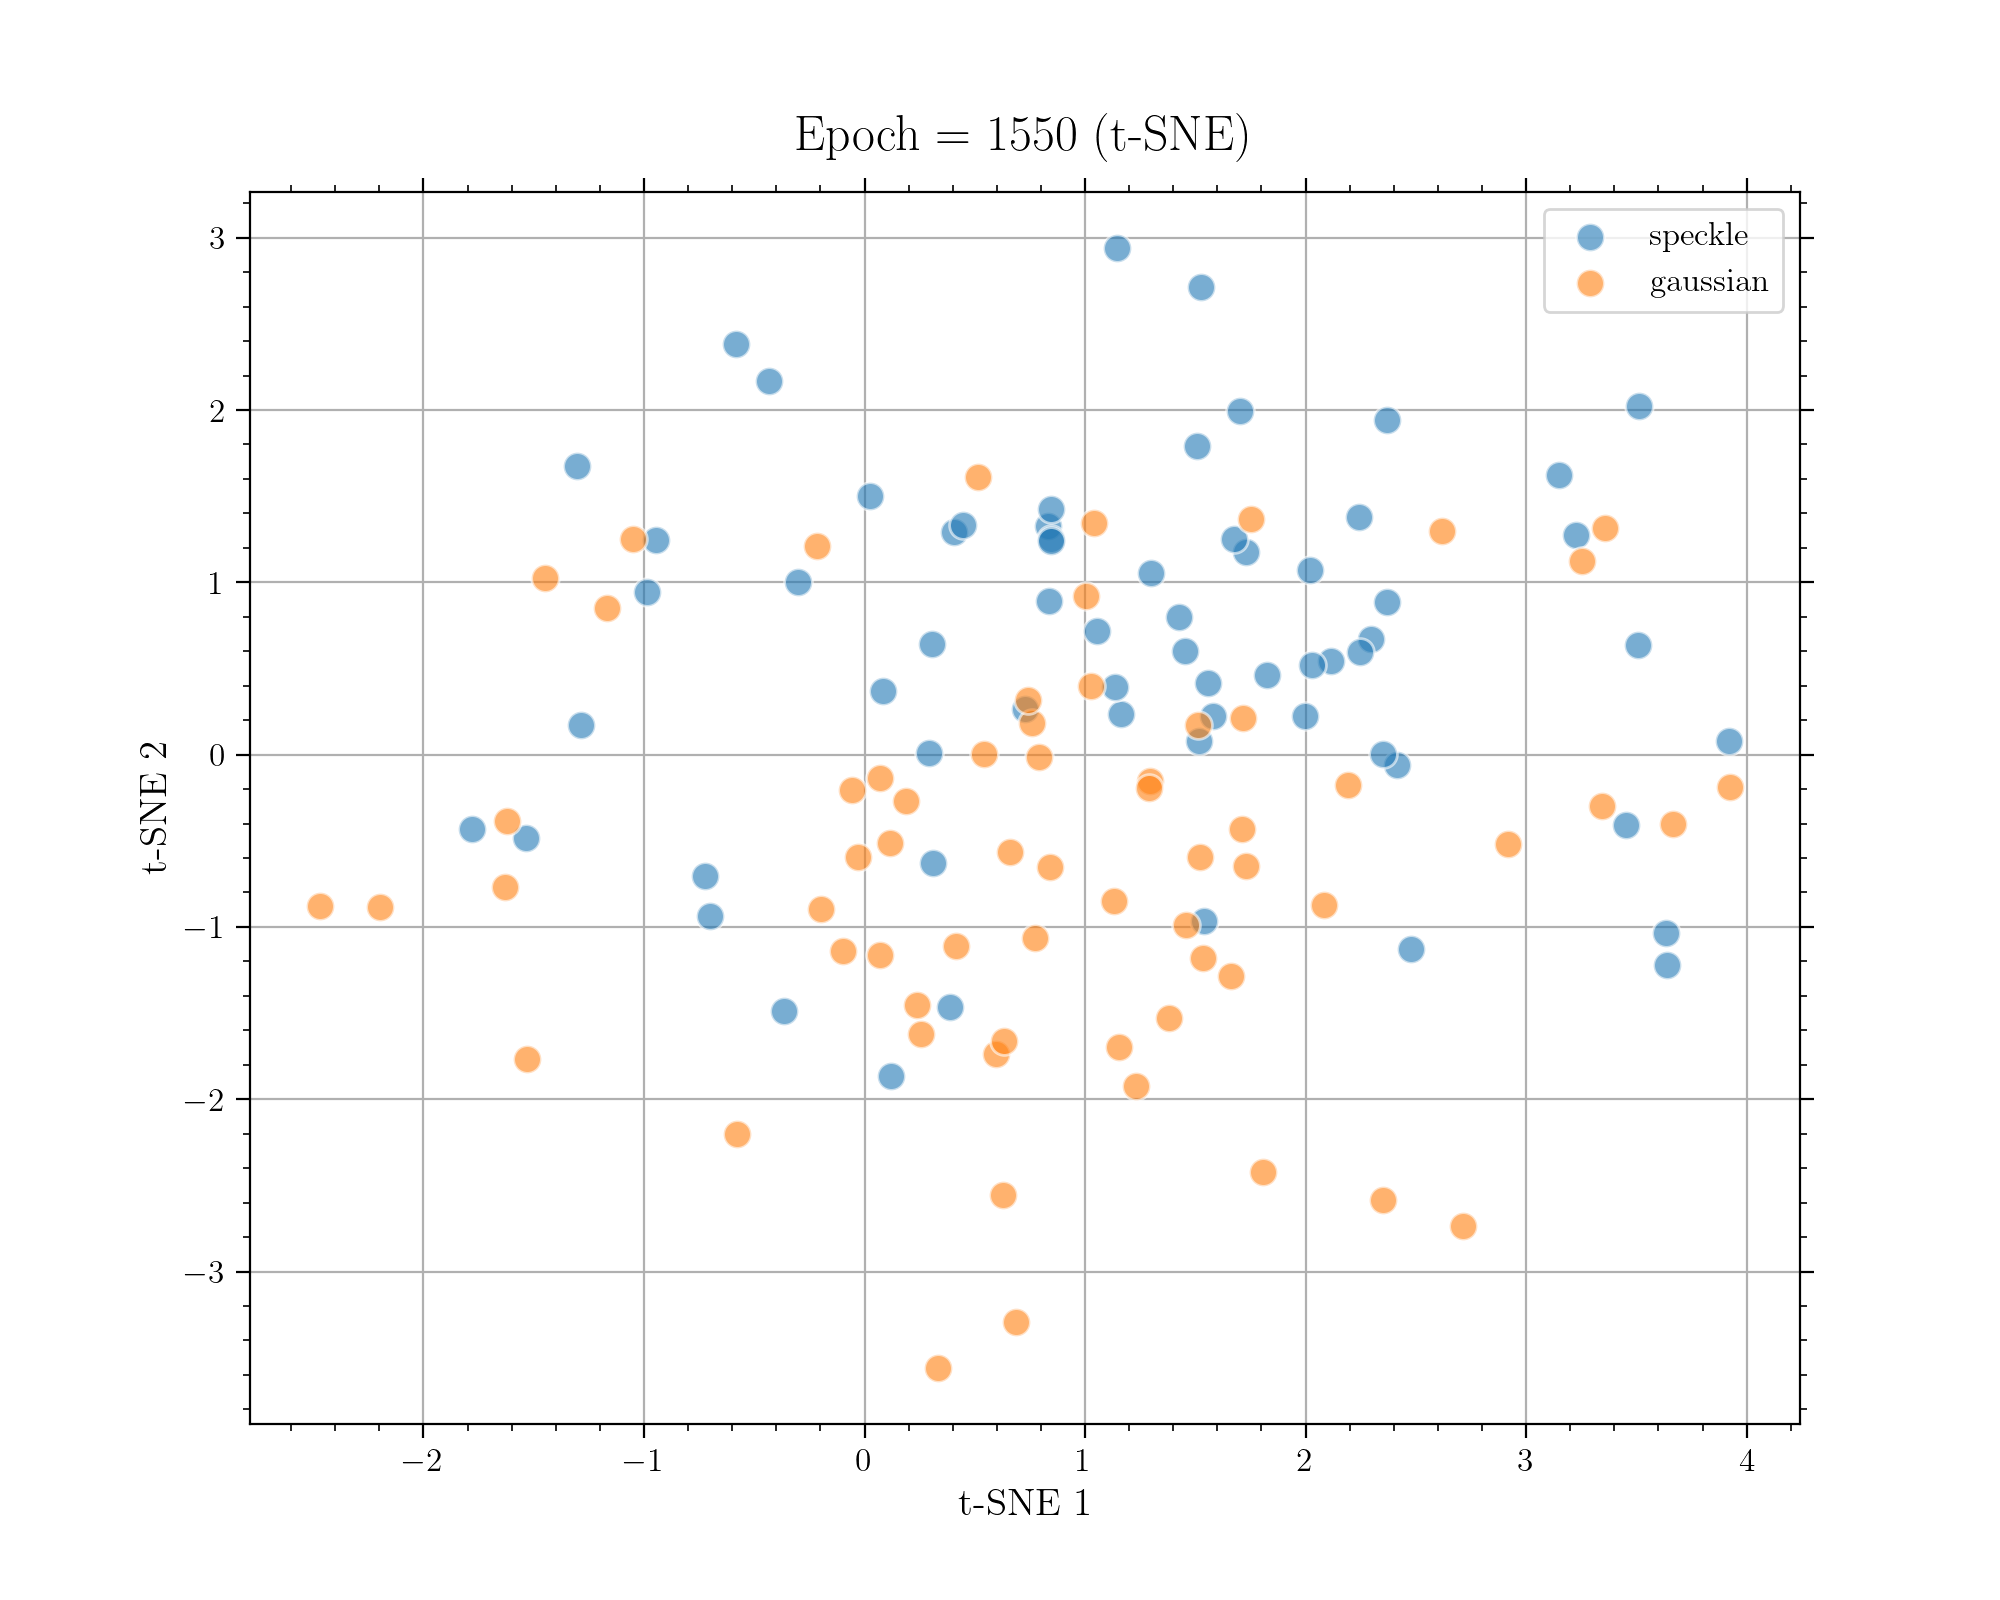 Epoch = 1550 (t-SNE)
speckle
gaussian
3
2
1
0
−1
−2
−3
t-SNE 2
−2 −1 0 1 2 3 4
t-SNE 1